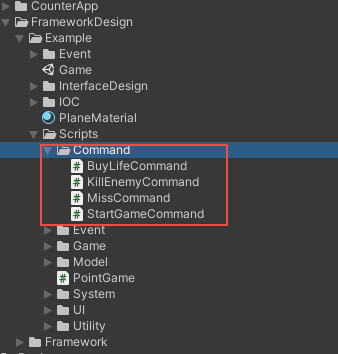 CounterApp
FrameworkDesign
Example
Event
Game
InterfaceDesign
IOC
PlaneMaterial
Scripts
Command
BuyLifeCommand
KillEnemyCommand
MissCommand
StartGameCommand
Event
Game
Model
PointGame
System
UI
Utility
Framework